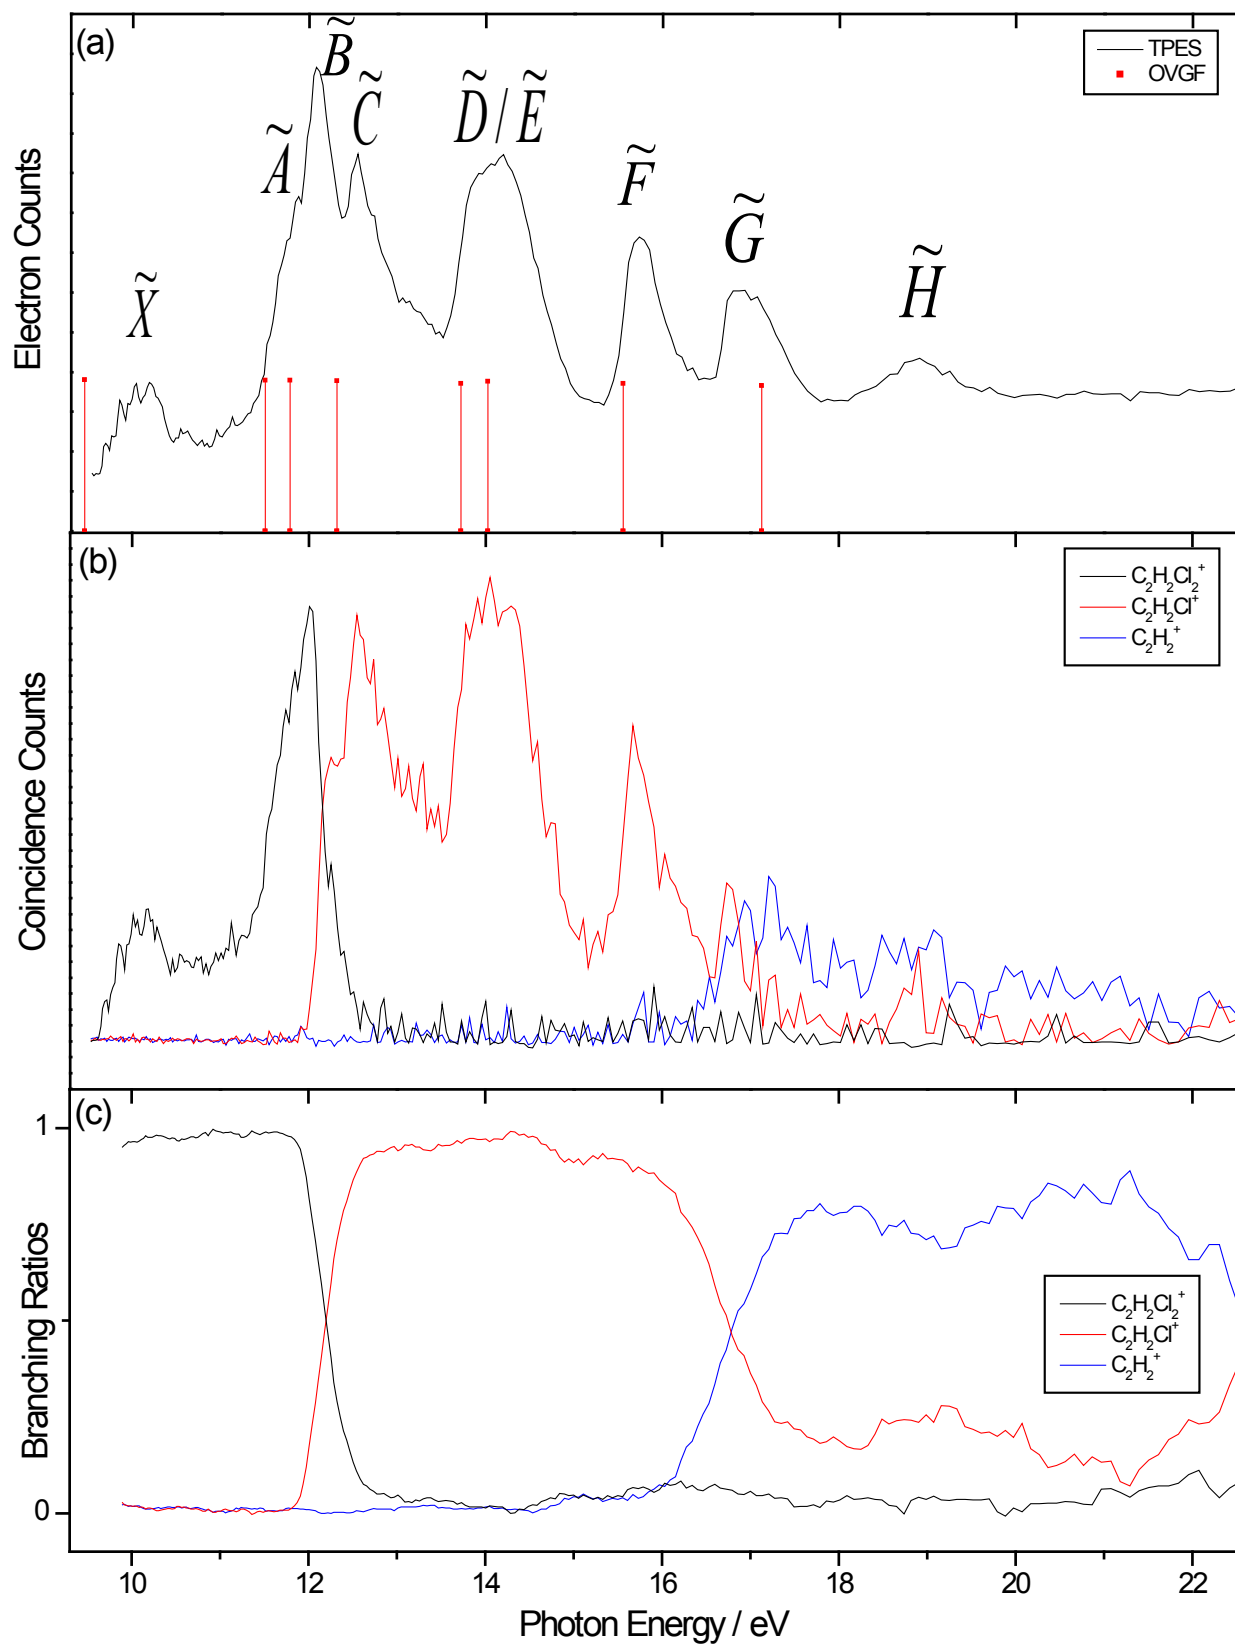 (a)
TPES
OVGF
X̃
Ã
B̃
C̃
D̃ / Ẽ
F̃
G̃
H̃
Electron Counts
(b)
C₂H₂Cl₂⁺
C₂H₂Cl⁺
C₂H₂⁺
Coincidence Counts
(c)
1
0
C₂H₂Cl₂⁺
C₂H₂Cl⁺
C₂H₂⁺
Branching Ratios
10 12 14 16 18 20 22
Photon Energy / eV